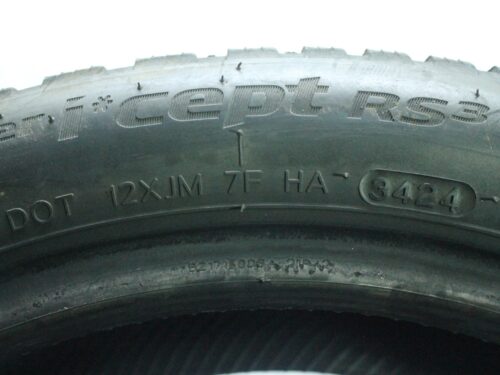 i*cept RS3
DOT 12XJM 7F HA 3424